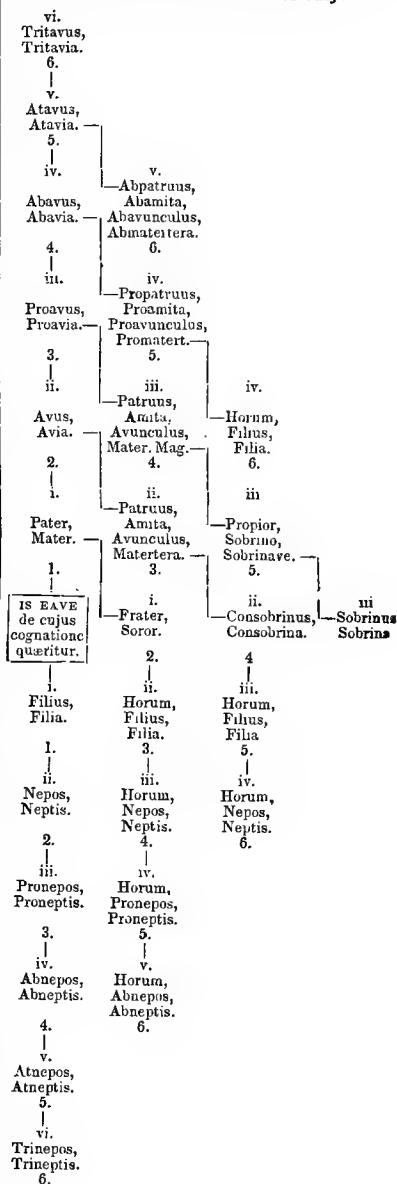 vi.
Tritavus,
Tritavia.
6.
v.
Atavus,
Atavia.
5.
iv.
Abavus,
Abavia.
4.
iii.
Proavus,
Proavia.
3.
ii.
Avus,
Avia.
2.
i.
Pater,
Mater.
1.
IS EAVE
de cujus
cognatione
quæritur.
i.
Filius,
Filia.
1.
ii.
Nepos,
Neptis.
2.
iii.
Pronepos,
Proneptis.
3.
iv.
Abnepos,
Abneptis.
4.
v.
Atnepos,
Atneptis.
5.
vi.
Trinepos,
Trineptis.
6.
v.
Abpatruus,
Abamita,
Abavunculus,
Abmatertera.
6.
iv.
Propatruus,
Proamita,
Proavunculus,
Promatert.
5.
iii.
Patruus,
Amita,
Avunculus,
Mater. Mag.
4.
ii.
Patruus,
Amita,
Avunculus,
Matertera.
3.
i.
Frater,
Soror.
2.
ii.
Horum,
Filius,
Filia.
3.
iii.
Horum,
Nepos,
Neptis.
4.
iv.
Horum,
Pronepos,
Proneptis.
5.
v.
Horum,
Abnepos,
Abneptis.
6.
iv.
Horum,
Filius,
Filia.
6.
iii
Propior,
Sobrino,
Sobrinave.
5.
ii.
Consobrinus,
Consobrina.
4
iii.
Horum,
Filius,
Filia
5.
iv.
Horum,
Nepos,
Neptis.
6.
iii
Sobrinus
Sobrina